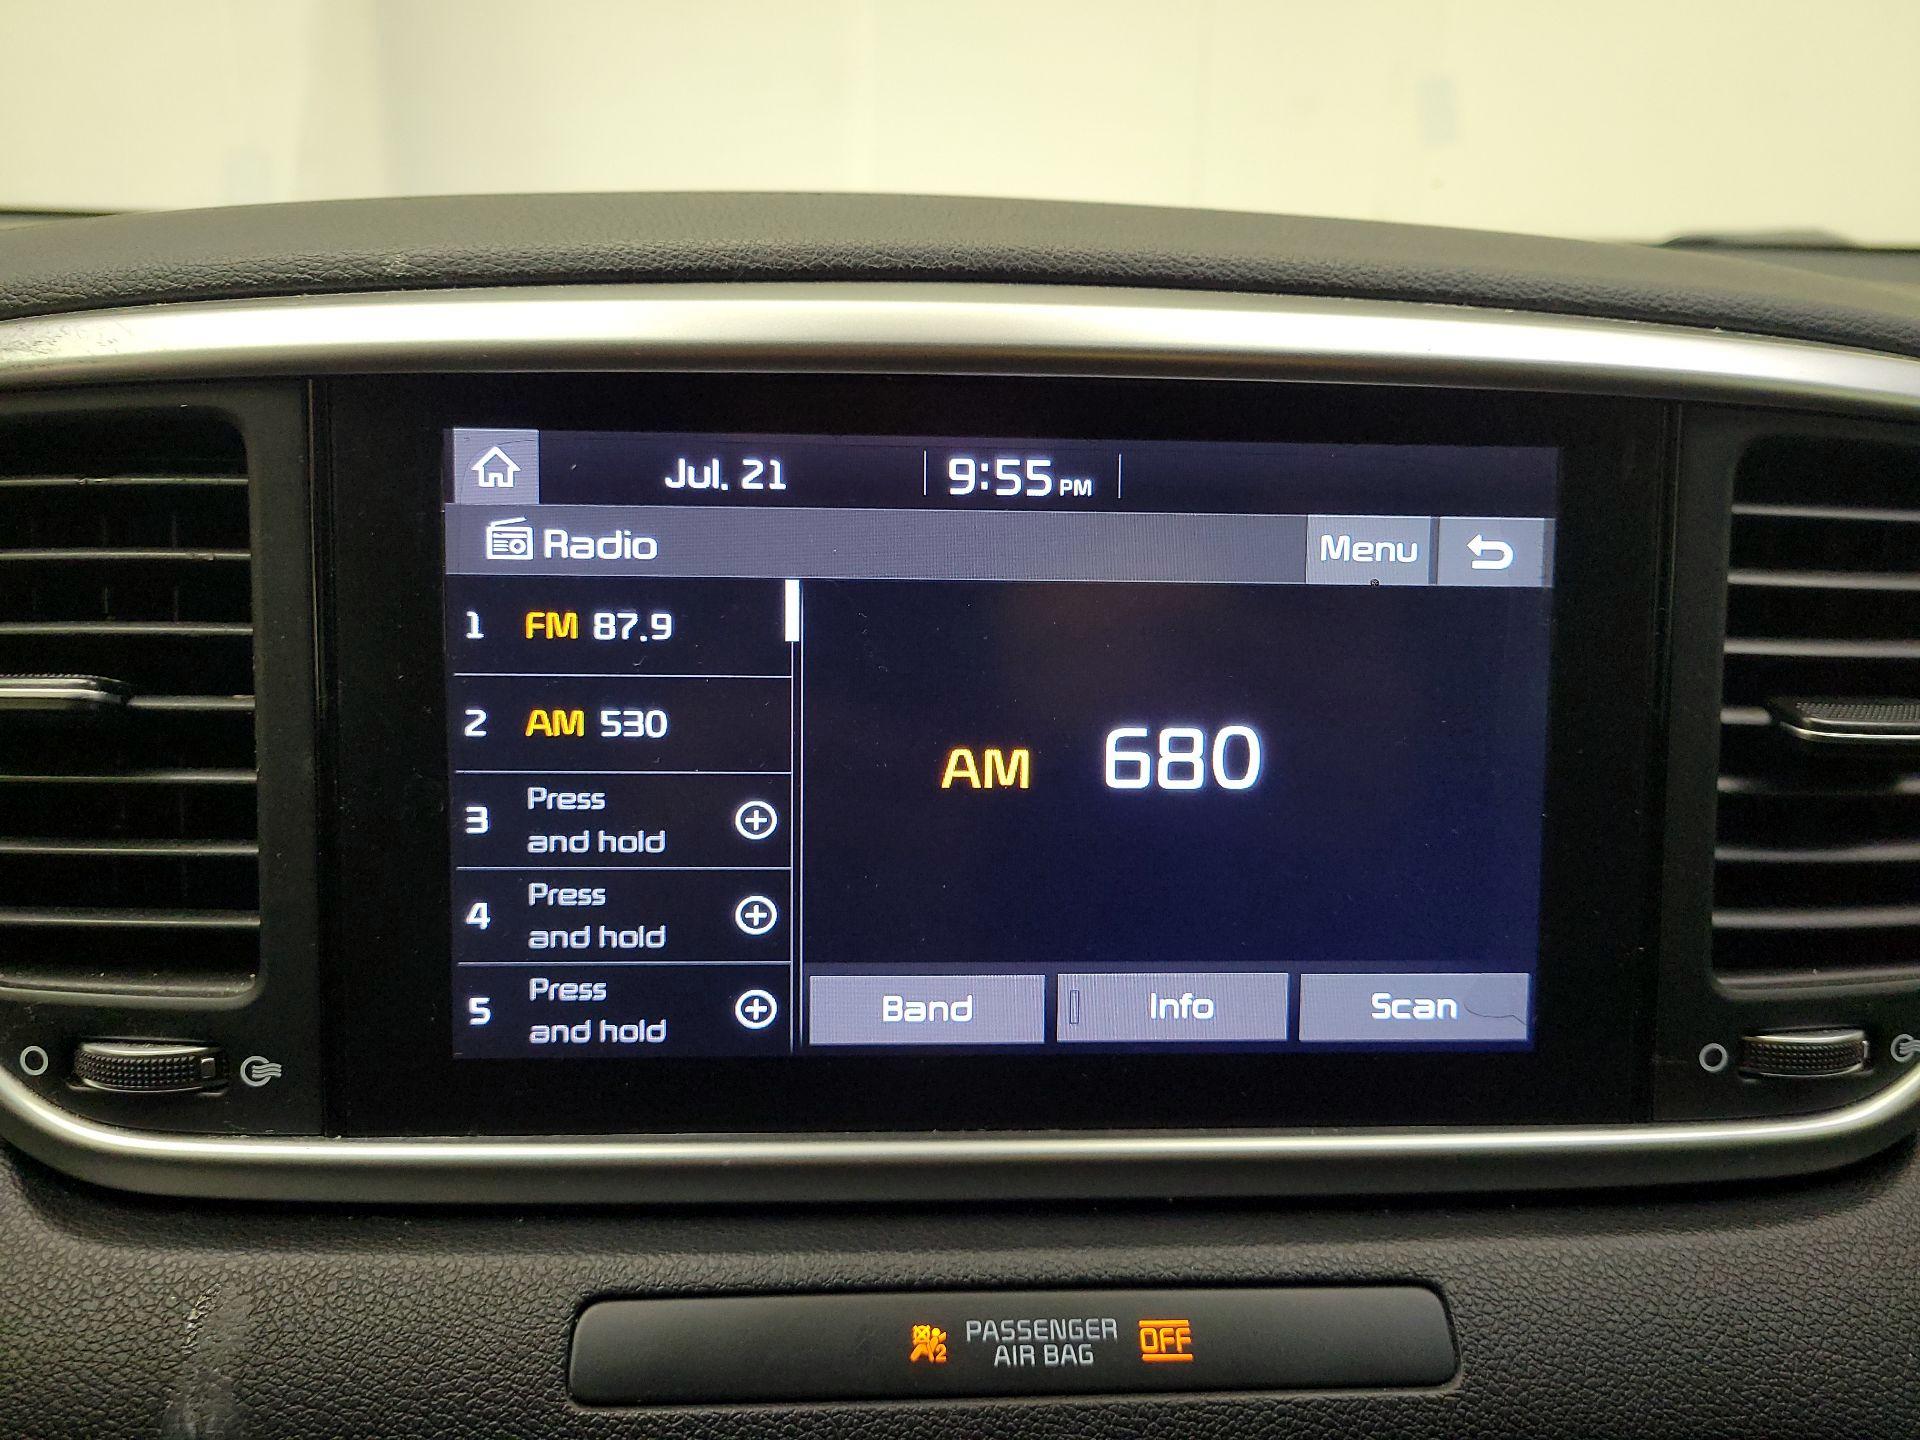 Jul. 21 9:55 PM
Radio Menu
1 FM 87.9
2 AM 530
3 Press
and hold
4 Press
and hold
5 Press
and hold
AM 680
Band Info Scan
2 PASSENGER
AIR BAG OFF